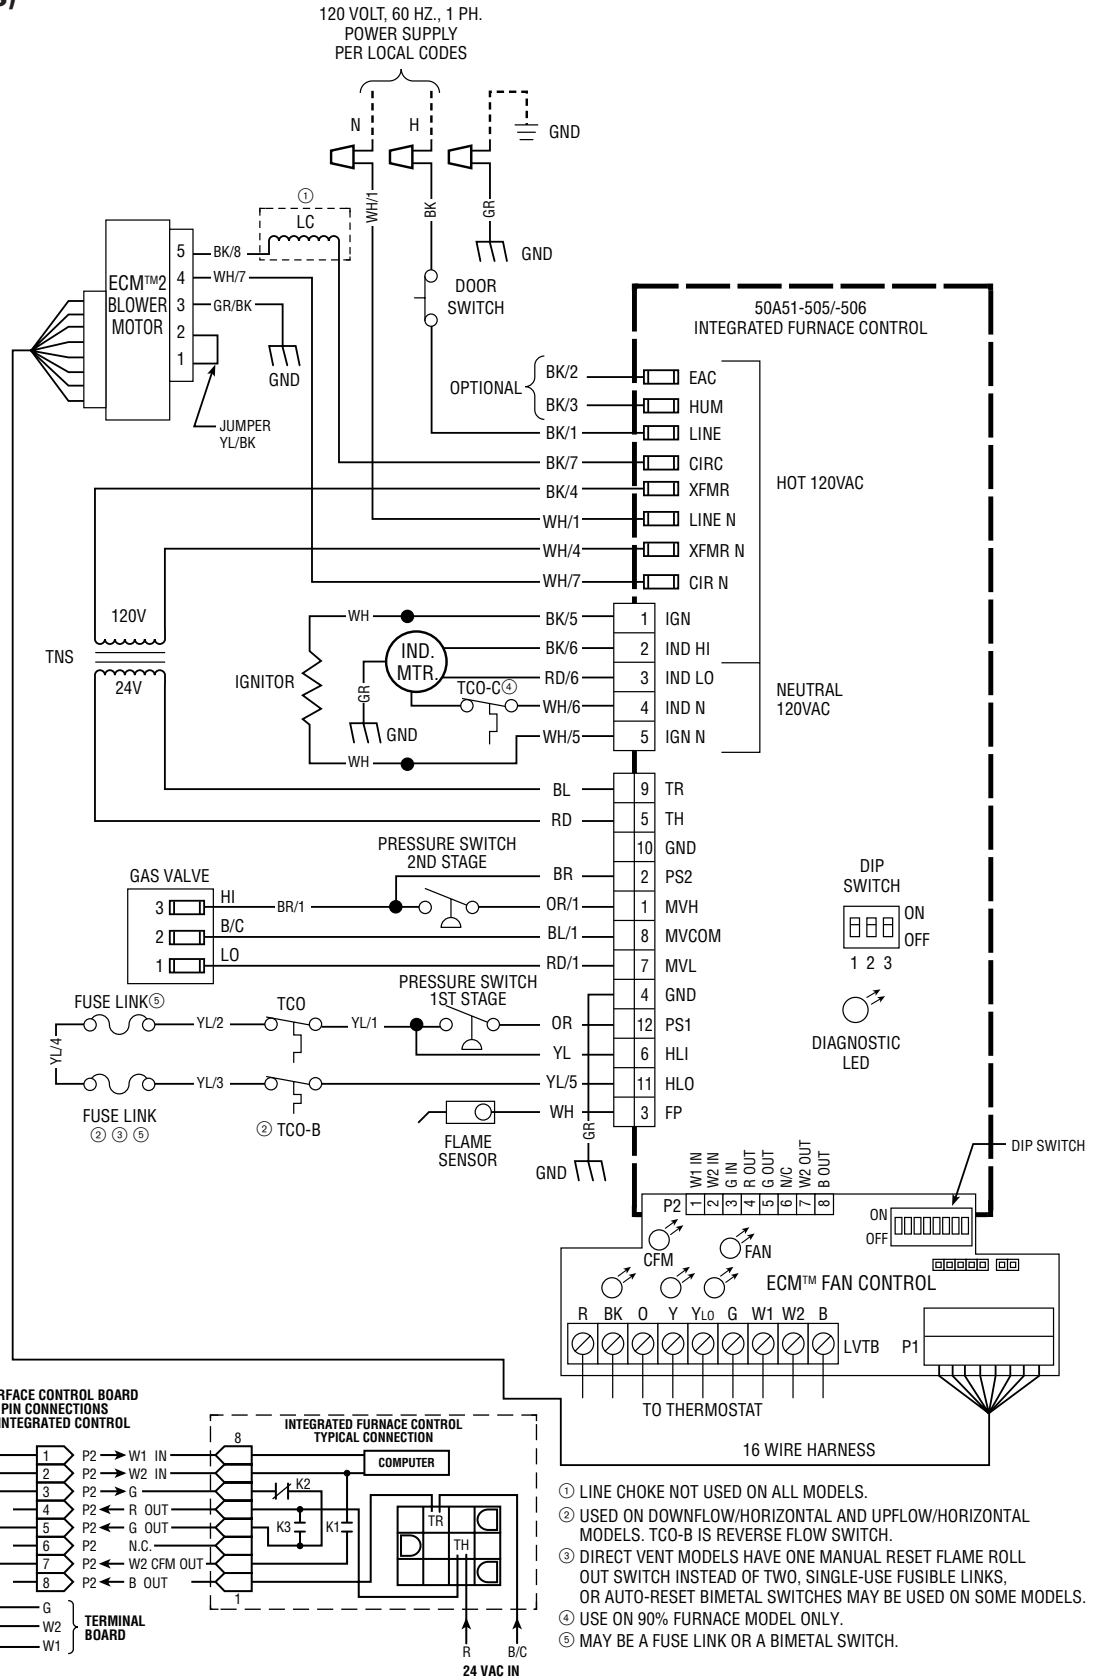 120 VOLT, 60 HZ., 1 PH.
POWER SUPPLY
PER LOCAL CODES
N
H
GND
WH/1
BK
GR
GND
①
LC
DOOR
SWITCH
ECM™2
BLOWER
MOTOR
5
4
3
2
1
BK/8
WH/7
GR/BK
GND
JUMPER
YL/BK
50A51-505/-506
INTEGRATED FURNACE CONTROL
OPTIONAL
BK/2
EAC
BK/3
HUM
BK/1
LINE
BK/7
CIRC
BK/4
XFMR
WH/1
LINE N
WH/4
XFMR N
WH/7
CIR N
HOT 120VAC
120V
TNS
24V
IGNITOR
WH
WH
IND.
MTR.
GR
GND
TCO-C④
BK/5
1
IGN
BK/6
2
IND HI
RD/6
3
IND LO
WH/6
4
IND N
WH/5
5
IGN N
NEUTRAL
120VAC
BL
9
TR
RD
5
TH
10
GND
PRESSURE SWITCH
2ND STAGE
BR
2
PS2
GAS VALVE
3
HI
BR/1
OR/1
1
MVH
2
B/C
BL/1
8
MVCOM
1
LO
RD/1
7
MVL
PRESSURE SWITCH
1ST STAGE
4
GND
FUSE LINK⑤
YL/2
TCO
YL/1
OR
12
PS1
YL
6
HLI
YL/4
YL/3
YL/5
11
HLO
FUSE LINK
② ③ ⑤
② TCO-B
FLAME
SENSOR
WH
3
FP
GR
GND
DIP
SWITCH
ON
OFF
1 2 3
DIAGNOSTIC
LED
DIP SWITCH
W1 IN
W2 IN
G IN
R OUT
G OUT
N/C
W2 OUT
B OUT
P2
1 2 3 4 5 6 7 8
ON
OFF
CFM
FAN
ECM™ FAN CONTROL
R BK O Y YLO G W1 W2 B
LVTB
P1
TO THERMOSTAT
16 WIRE HARNESS
RFACE CONTROL BOARD
PIN CONNECTIONS
INTEGRATED CONTROL
1 P2 W1 IN
2 P2 W2 IN
3 P2 G
4 P2 R OUT
5 P2 G OUT
6 P2 N.C.
7 P2 W2 CFM OUT
8 P2 B OUT
G
W2
W1
TERMINAL
BOARD
INTEGRATED FURNACE CONTROL
TYPICAL CONNECTION
8
COMPUTER
K2
K3
K1
TR
TH
1
R
B/C
24 VAC IN
① LINE CHOKE NOT USED ON ALL MODELS.
② USED ON DOWNFLOW/HORIZONTAL AND UPFLOW/HORIZONTAL
MODELS. TCO-B IS REVERSE FLOW SWITCH.
③ DIRECT VENT MODELS HAVE ONE MANUAL RESET FLAME ROLL
OUT SWITCH INSTEAD OF TWO, SINGLE-USE FUSIBLE LINKS,
OR AUTO-RESET BIMETAL SWITCHES MAY BE USED ON SOME MODELS.
④ USE ON 90% FURNACE MODEL ONLY.
⑤ MAY BE A FUSE LINK OR A BIMETAL SWITCH.